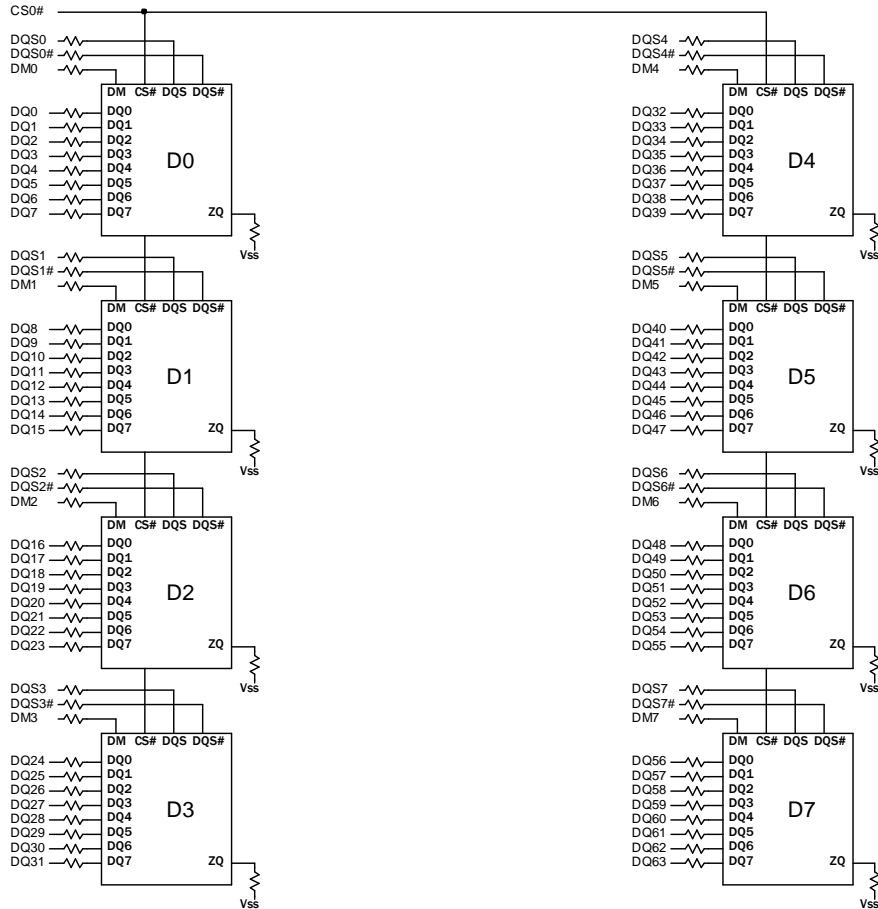 CS0#
DQS0
DQS0#
DM0
DM CS# DQS DQS#
DQ0 DQ0
DQ1 DQ1
DQ2 DQ2
DQ3 DQ3
DQ4 DQ4
DQ5 DQ5
DQ6 DQ6
DQ7 DQ7
D0
ZQ
Vss
DQS1
DQS1#
DM1
DM CS# DQS DQS#
DQ8 DQ0
DQ9 DQ1
DQ10 DQ2
DQ11 DQ3
DQ12 DQ4
DQ13 DQ5
DQ14 DQ6
DQ15 DQ7
D1
ZQ
Vss
DQS2
DQS2#
DM2
DM CS# DQS DQS#
DQ16 DQ0
DQ17 DQ1
DQ18 DQ2
DQ19 DQ3
DQ20 DQ4
DQ21 DQ5
DQ22 DQ6
DQ23 DQ7
D2
ZQ
Vss
DQS3
DQS3#
DM3
DM CS# DQS DQS#
DQ24 DQ0
DQ25 DQ1
DQ26 DQ2
DQ27 DQ3
DQ28 DQ4
DQ29 DQ5
DQ30 DQ6
DQ31 DQ7
D3
ZQ
Vss
DQS4
DQS4#
DM4
DM CS# DQS DQS#
DQ32 DQ0
DQ33 DQ1
DQ34 DQ2
DQ35 DQ3
DQ36 DQ4
DQ37 DQ5
DQ38 DQ6
DQ39 DQ7
D4
ZQ
Vss
DQS5
DQS5#
DM5
DM CS# DQS DQS#
DQ40 DQ0
DQ41 DQ1
DQ42 DQ2
DQ43 DQ3
DQ44 DQ4
DQ45 DQ5
DQ46 DQ6
DQ47 DQ7
D5
ZQ
Vss
DQS6
DQS6#
DM6
DM CS# DQS DQS#
DQ48 DQ0
DQ49 DQ1
DQ50 DQ2
DQ51 DQ3
DQ52 DQ4
DQ53 DQ5
DQ54 DQ6
DQ55 DQ7
D6
ZQ
Vss
DQS7
DQS7#
DM7
DM CS# DQS DQS#
DQ56 DQ0
DQ57 DQ1
DQ58 DQ2
DQ59 DQ3
DQ60 DQ4
DQ61 DQ5
DQ62 DQ6
DQ63 DQ7
D7
ZQ
Vss